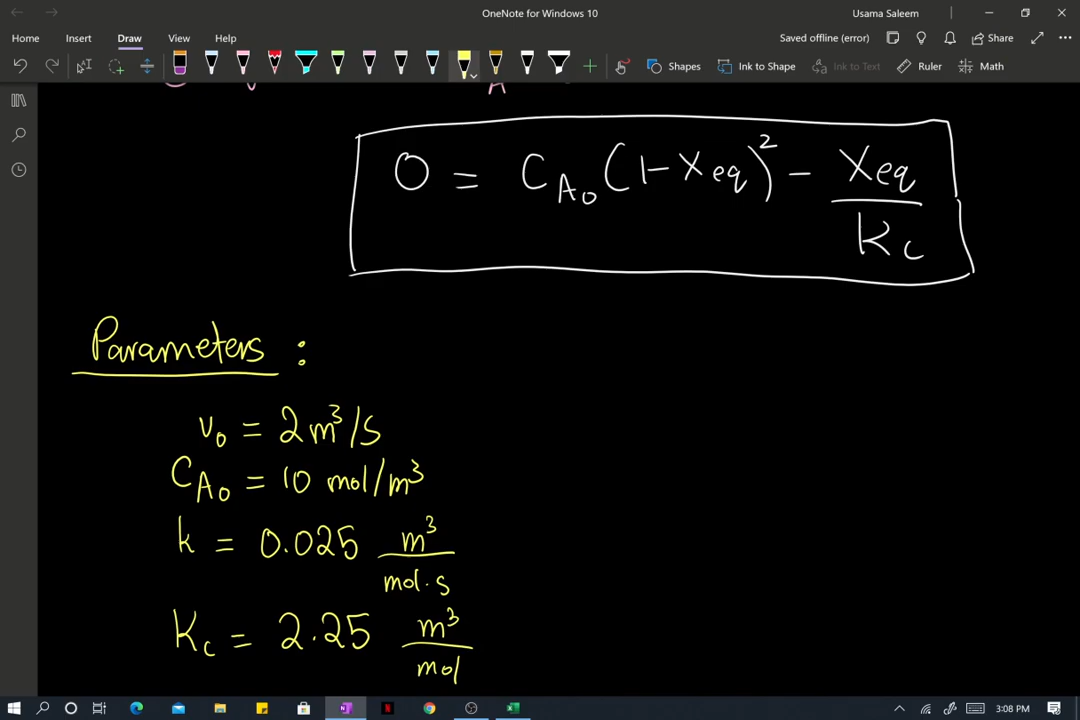 OneNote for Windows 10
Usama Saleem
Home Insert Draw View Help
Saved offline (error) Share
Shapes Ink to Shape Ink to Text Ruler Math
0 = C_A0 (1-Xeq)² - Xeq/Kc
Parameters :
v₀ = 2 m³/s
C_A0 = 10 mol/m³
k = 0.025 m³/mol·s
Kc = 2.25 m³/mol
3:08 PM